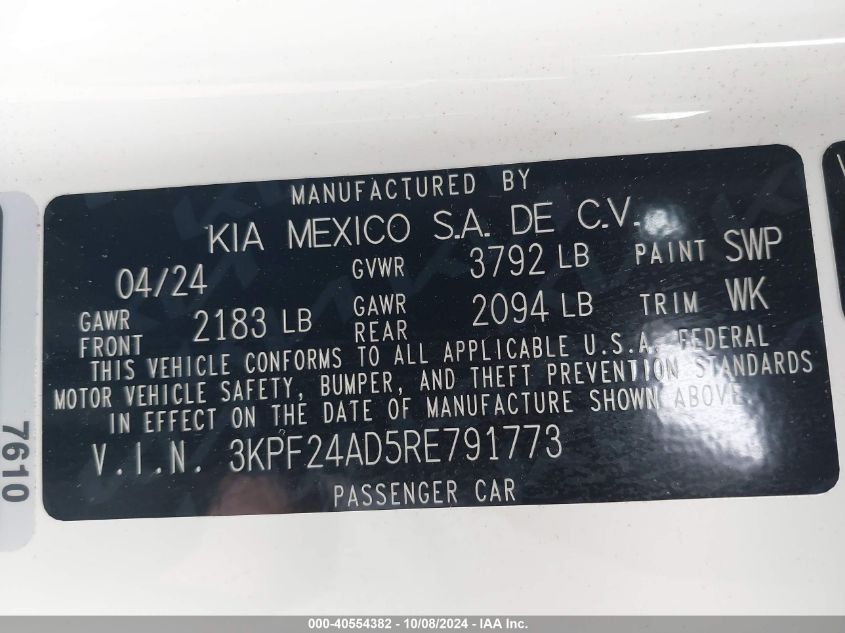 MANUFACTURED BY
KIA MEXICO S.A. DE C.V.
04/24 GVWR 3792 LB PAINT SWP
GAWR FRONT 2183 LB GAWR REAR 2094 LB TRIM WK
THIS VEHICLE CONFORMS TO ALL APPLICABLE U.S.A. FEDERAL
MOTOR VEHICLE SAFETY, BUMPER, AND THEFT PREVENTION STANDARDS
IN EFFECT ON THE DATE OF MANUFACTURE SHOWN ABOVE
V.I.N. 3KPF24AD5RE791773
PASSENGER CAR
7610
000-40554382 - 10/08/2024 - IAA Inc.